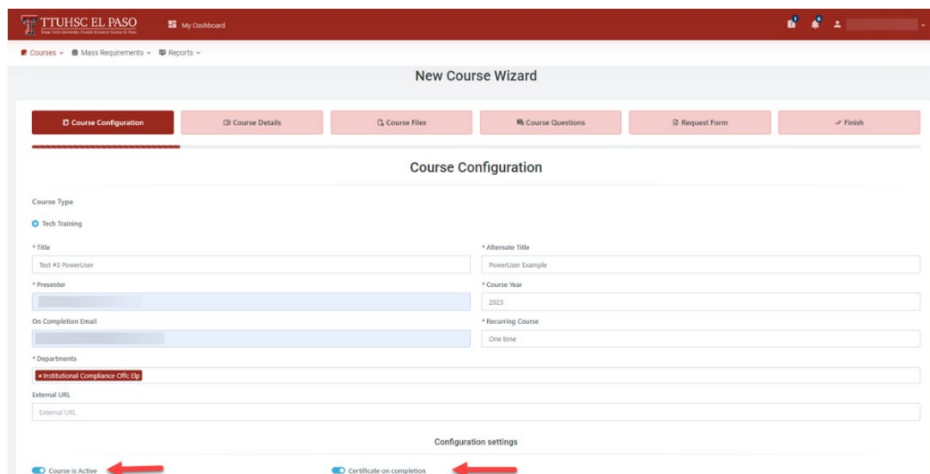 TTUHSC EL PASO
My Dashboard
Courses
Mass Requirements
Reports
New Course Wizard
Course Configuration
Course Details
Course Files
Course Questions
Request Form
Finish
Course Configuration
Course Type
Tech Training
* Title
* Alternate Title
Test #3 PowerUser
PowerUser Example
* Presenter
* Course Year
2023
On Completion Email
* Recurring Course
One time
* Departments
× Institutional Compliance Offc Elp
External URL
External URL
Configuration settings
Course is Active
Certificate on completion